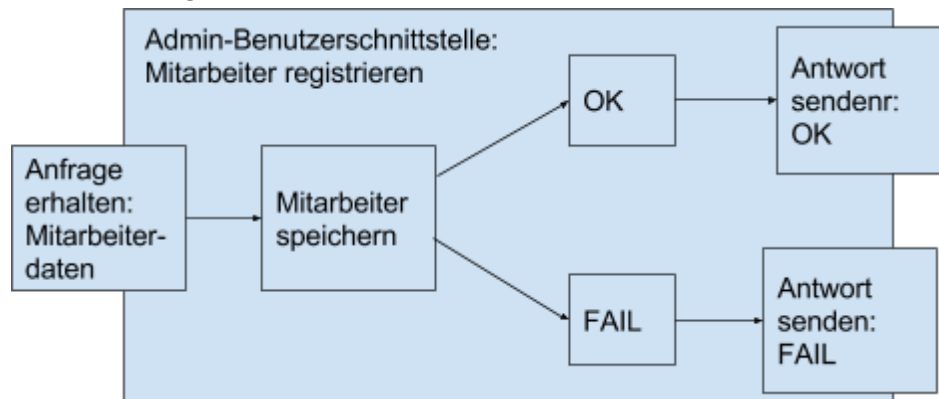 Admin-Benutzerschnittstelle:
Mitarbeiter registrieren
Anfrage
erhalten:
Mitarbeiter-
daten
Mitarbeiter
speichern
OK
Antwort
sendenr:
OK
FAIL
Antwort
senden:
FAIL